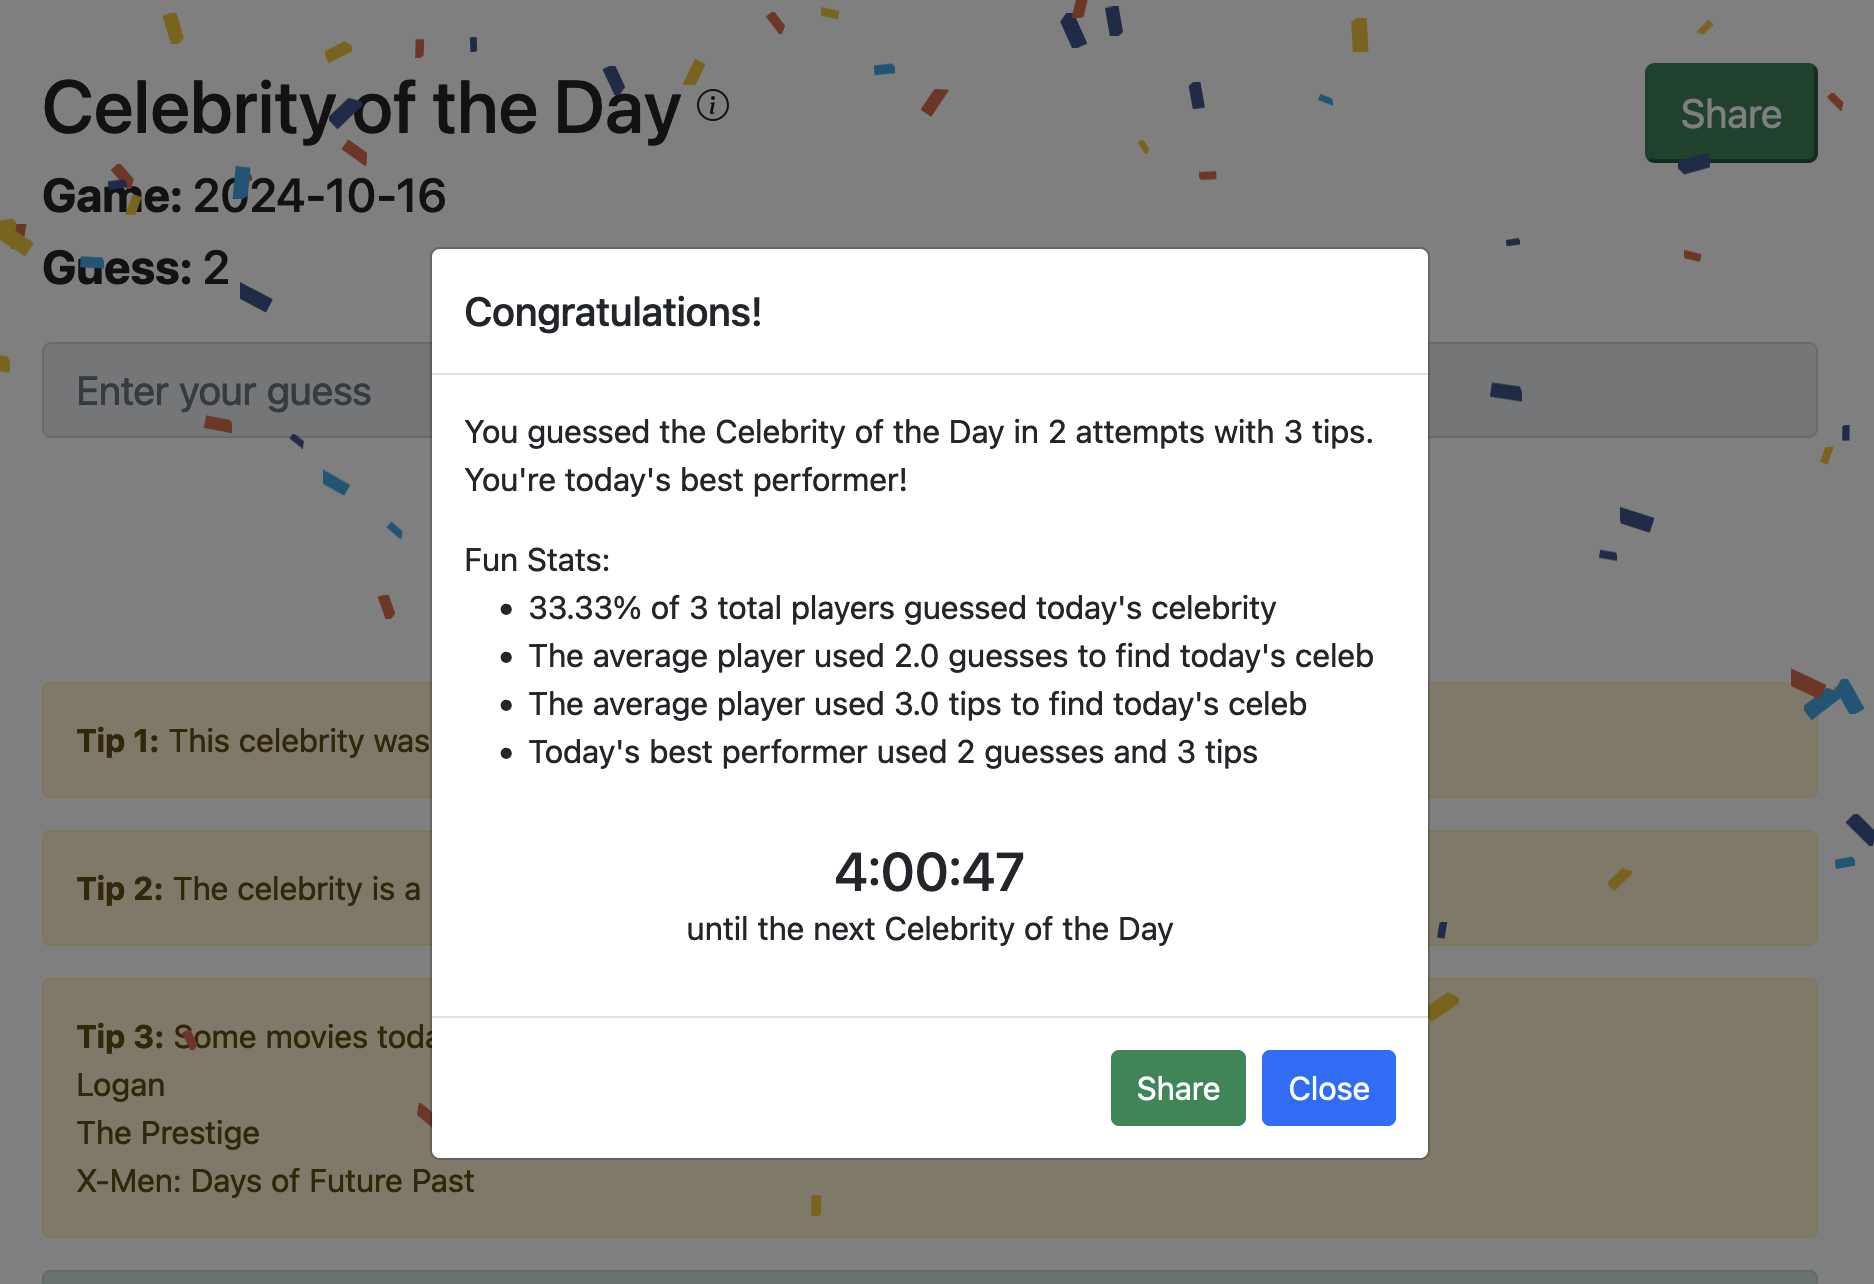 Celebrity of the Day
Share
Game: 2024-10-16
Guess: 2
Enter your guess
Congratulations!
You guessed the Celebrity of the Day in 2 attempts with 3 tips.
You're today's best performer!
Fun Stats:
• 33.33% of 3 total players guessed today's celebrity
• The average player used 2.0 guesses to find today's celeb
• The average player used 3.0 tips to find today's celeb
• Today's best performer used 2 guesses and 3 tips
4:00:47
until the next Celebrity of the Day
Share Close
Tip 1: This celebrity was
Tip 2: The celebrity is a
Tip 3: Some movies
Logan
The Prestige
X-Men: Days of Future Past